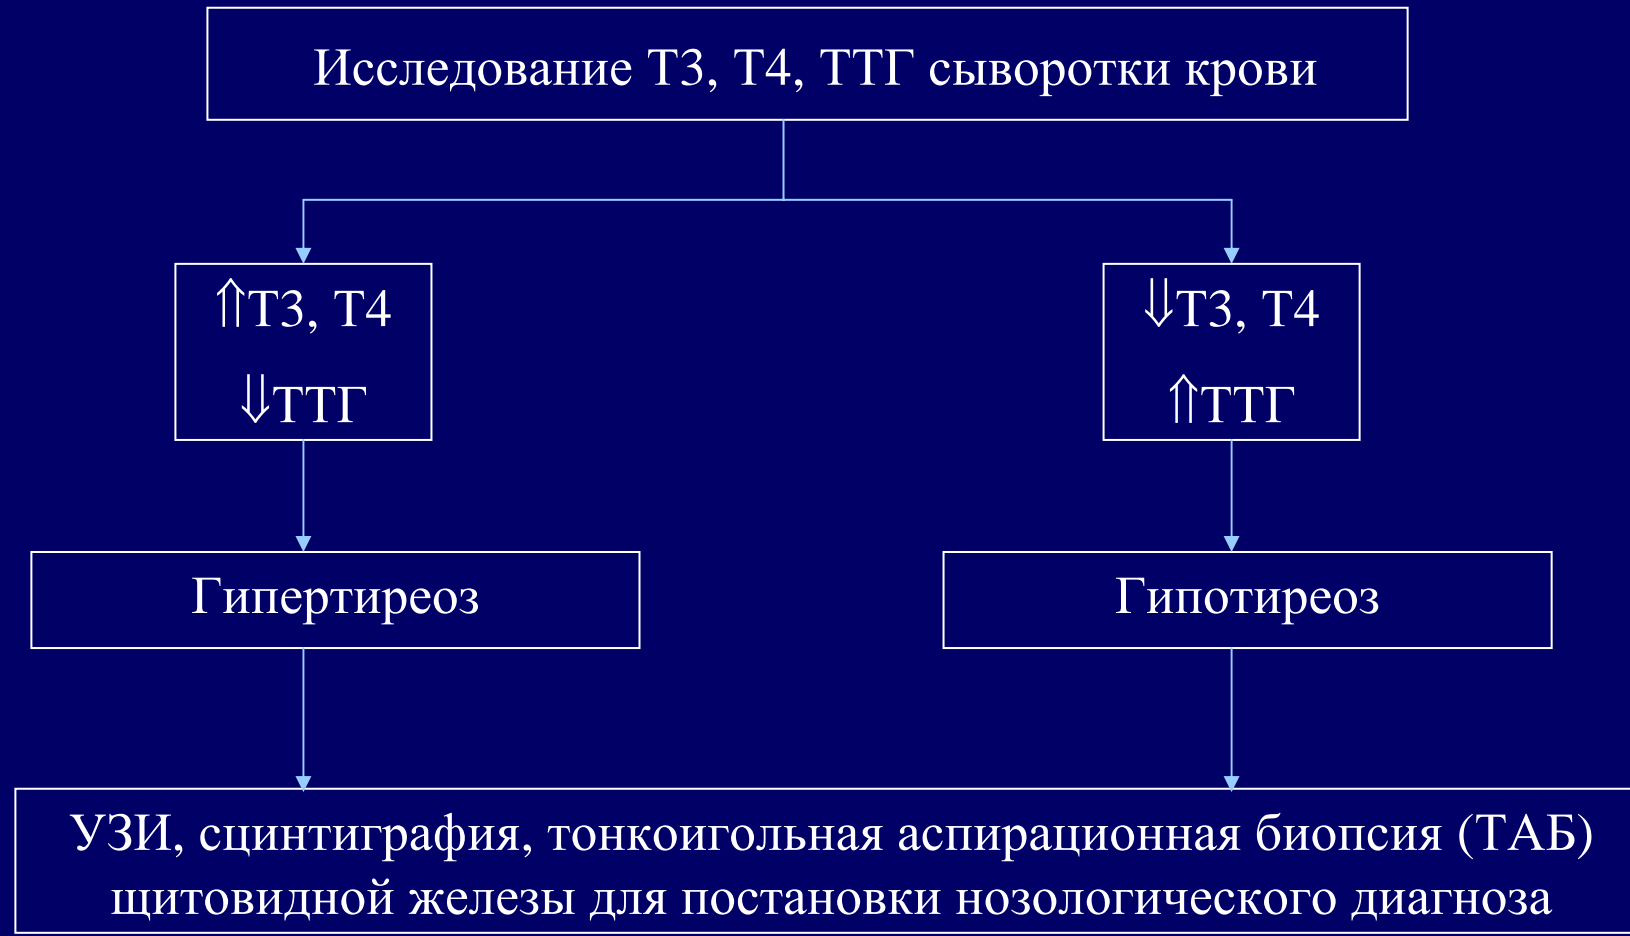 Исследование Т3, Т4, ТТГ сыворотки крови
⇑Т3, Т4
⇓ТТГ
⇓Т3, Т4
⇑ТТГ
Гипертиреоз
Гипотиреоз
УЗИ, сцинтиграфия, тонкоигольная аспирационная биопсия (ТАБ)
щитовидной железы для постановки нозологического диагноза